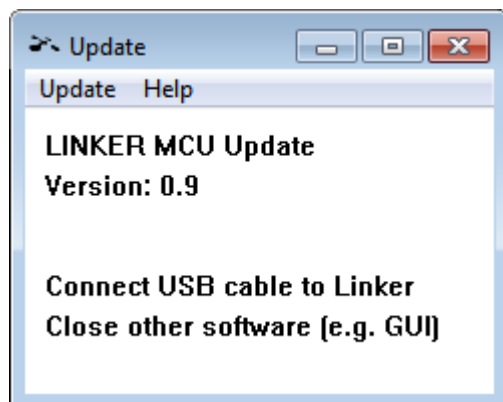 Update
Update Help
LINKER MCU Update
Version: 0.9
Connect USB cable to Linker
Close other software (e.g. GUI)